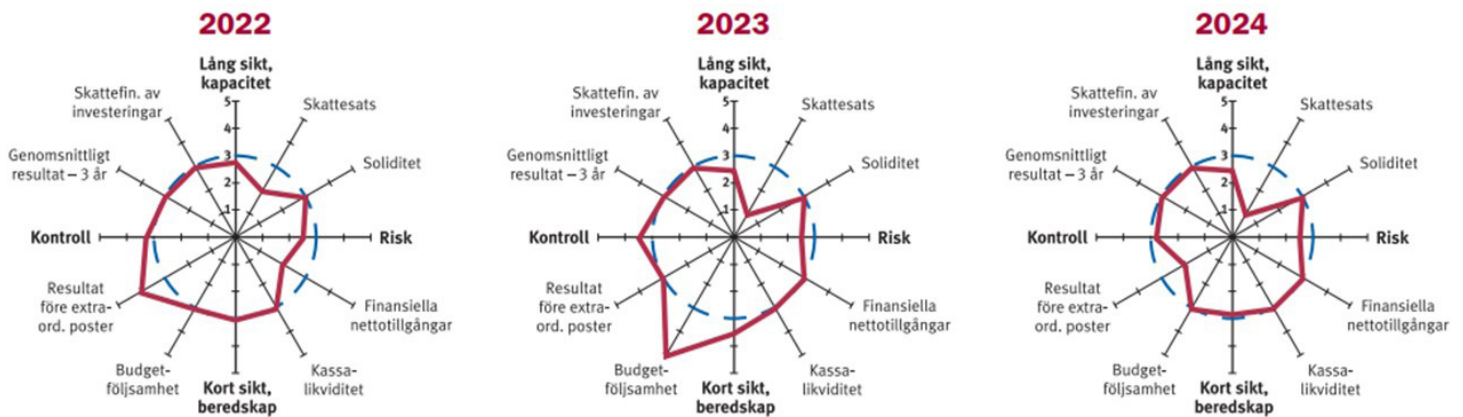 2022
Lång sikt,
kapacitet
Skattefin. av
investeringar
Skattesats
Genomsnittligt
resultat – 3 år
Soliditet
5
4
3
2
1
Kontroll
Risk
Resultat
före extra-
ord. poster
Finansiella
nettotillgångar
Budget-
följsamhet
Kort sikt,
beredskap
Kassa-
likviditet
2023
Lång sikt,
kapacitet
Skattefin. av
investeringar
Skattesats
Genomsnittligt
resultat – 3 år
Soliditet
5
4
3
2
1
Kontroll
Risk
Resultat
före extra-
ord. poster
Finansiella
nettotillgångar
Budget-
följsamhet
Kort sikt,
beredskap
Kassa-
likviditet
2024
Lång sikt,
kapacitet
Skattefin. av
investeringar
Skattesats
Genomsnittligt
resultat – 3 år
Soliditet
5
4
3
2
1
Kontroll
Risk
Resultat
före extra-
ord. poster
Finansiella
nettotillgångar
Budget-
följsamhet
Kort sikt,
beredskap
Kassa-
likviditet